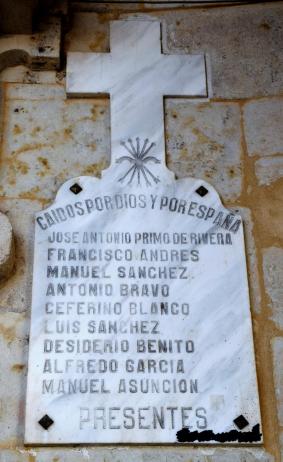 CAIDOS POR DIOS Y POR ESPAÑA
JOSE ANTONIO PRIMO DE RIVERA
FRANCISCO ANDRES
MANUEL SANCHEZ
ANTONIO BRAVO
CEFERINO BLANCO
LUIS SANCHEZ
DESIDERIO BENITO
ALFREDO GARCIA
MANUEL ASUNCION
PRESENTES